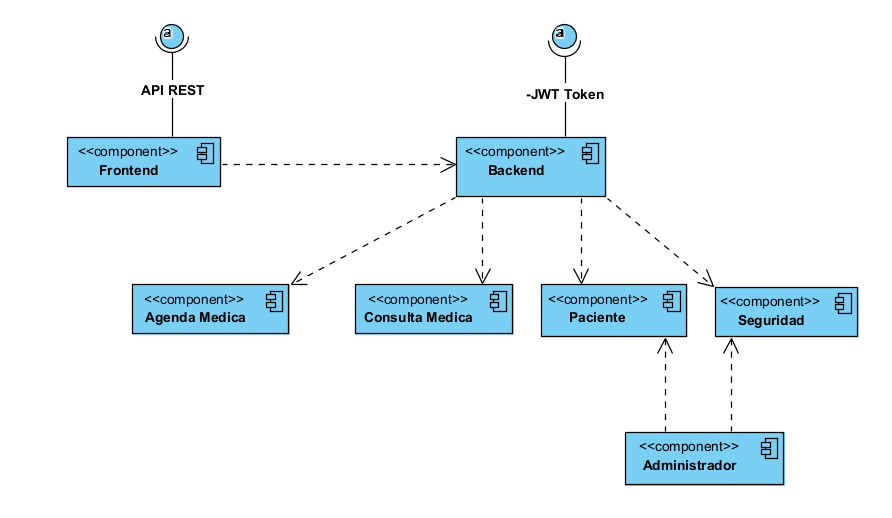 a
a
API REST
-JWT Token
<<component>>
Frontend
<<component>>
Backend
<<component>>
Agenda Medica
<<component>>
Consulta Medica
<<component>>
Paciente
<<component>>
Seguridad
<<component>>
Administrador